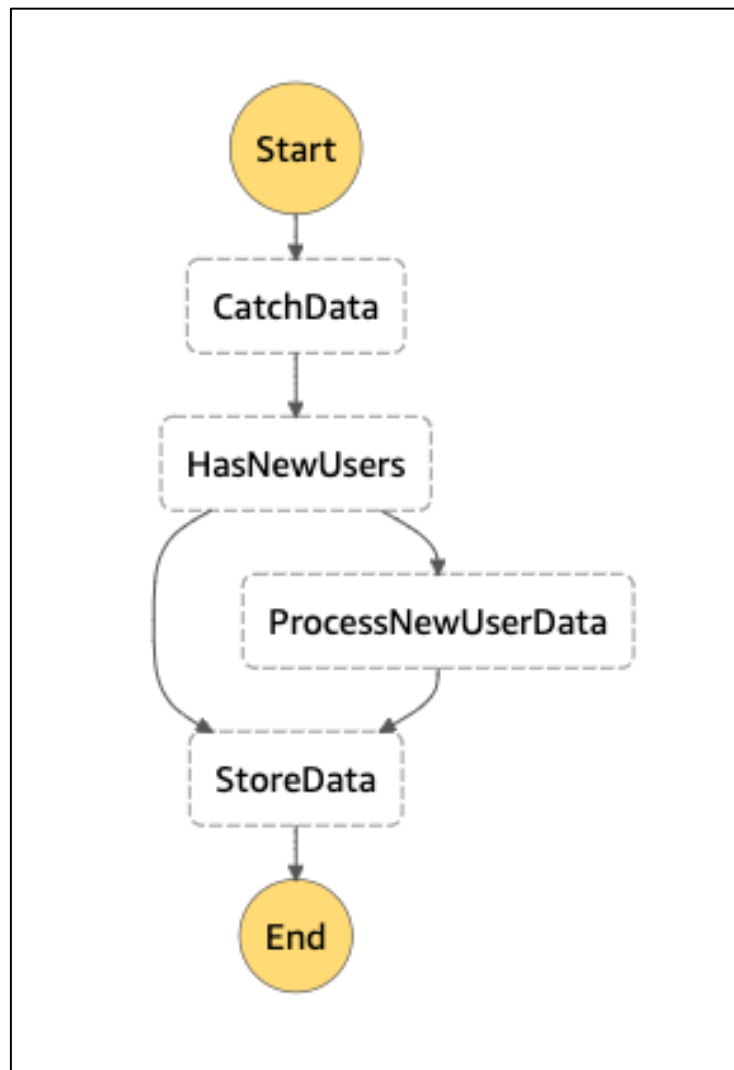 Start
CatchData
HasNewUsers
ProcessNewUserData
StoreData
End